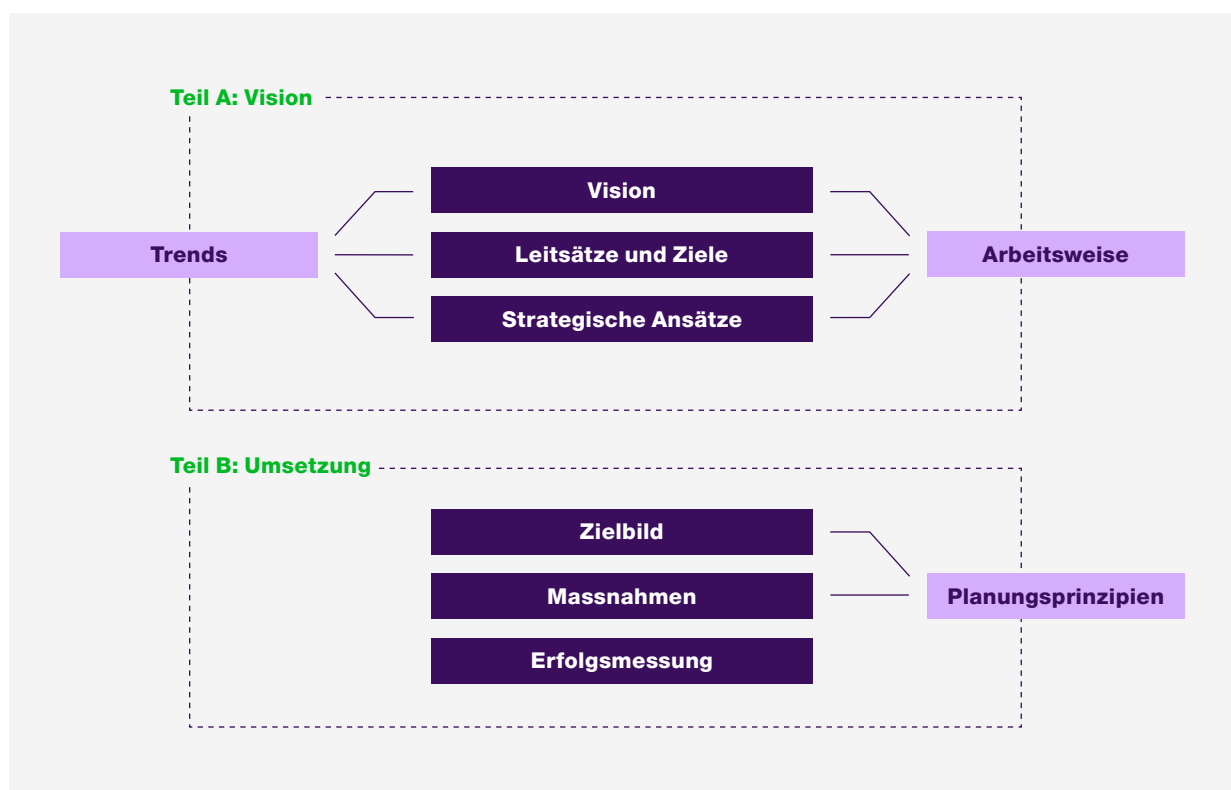 Teil A: Vision
Vision
Trends
Leitsätze und Ziele
Arbeitsweise
Strategische Ansätze
Teil B: Umsetzung
Zielbild
Massnahmen
Planungsprinzipien
Erfolgsmessung